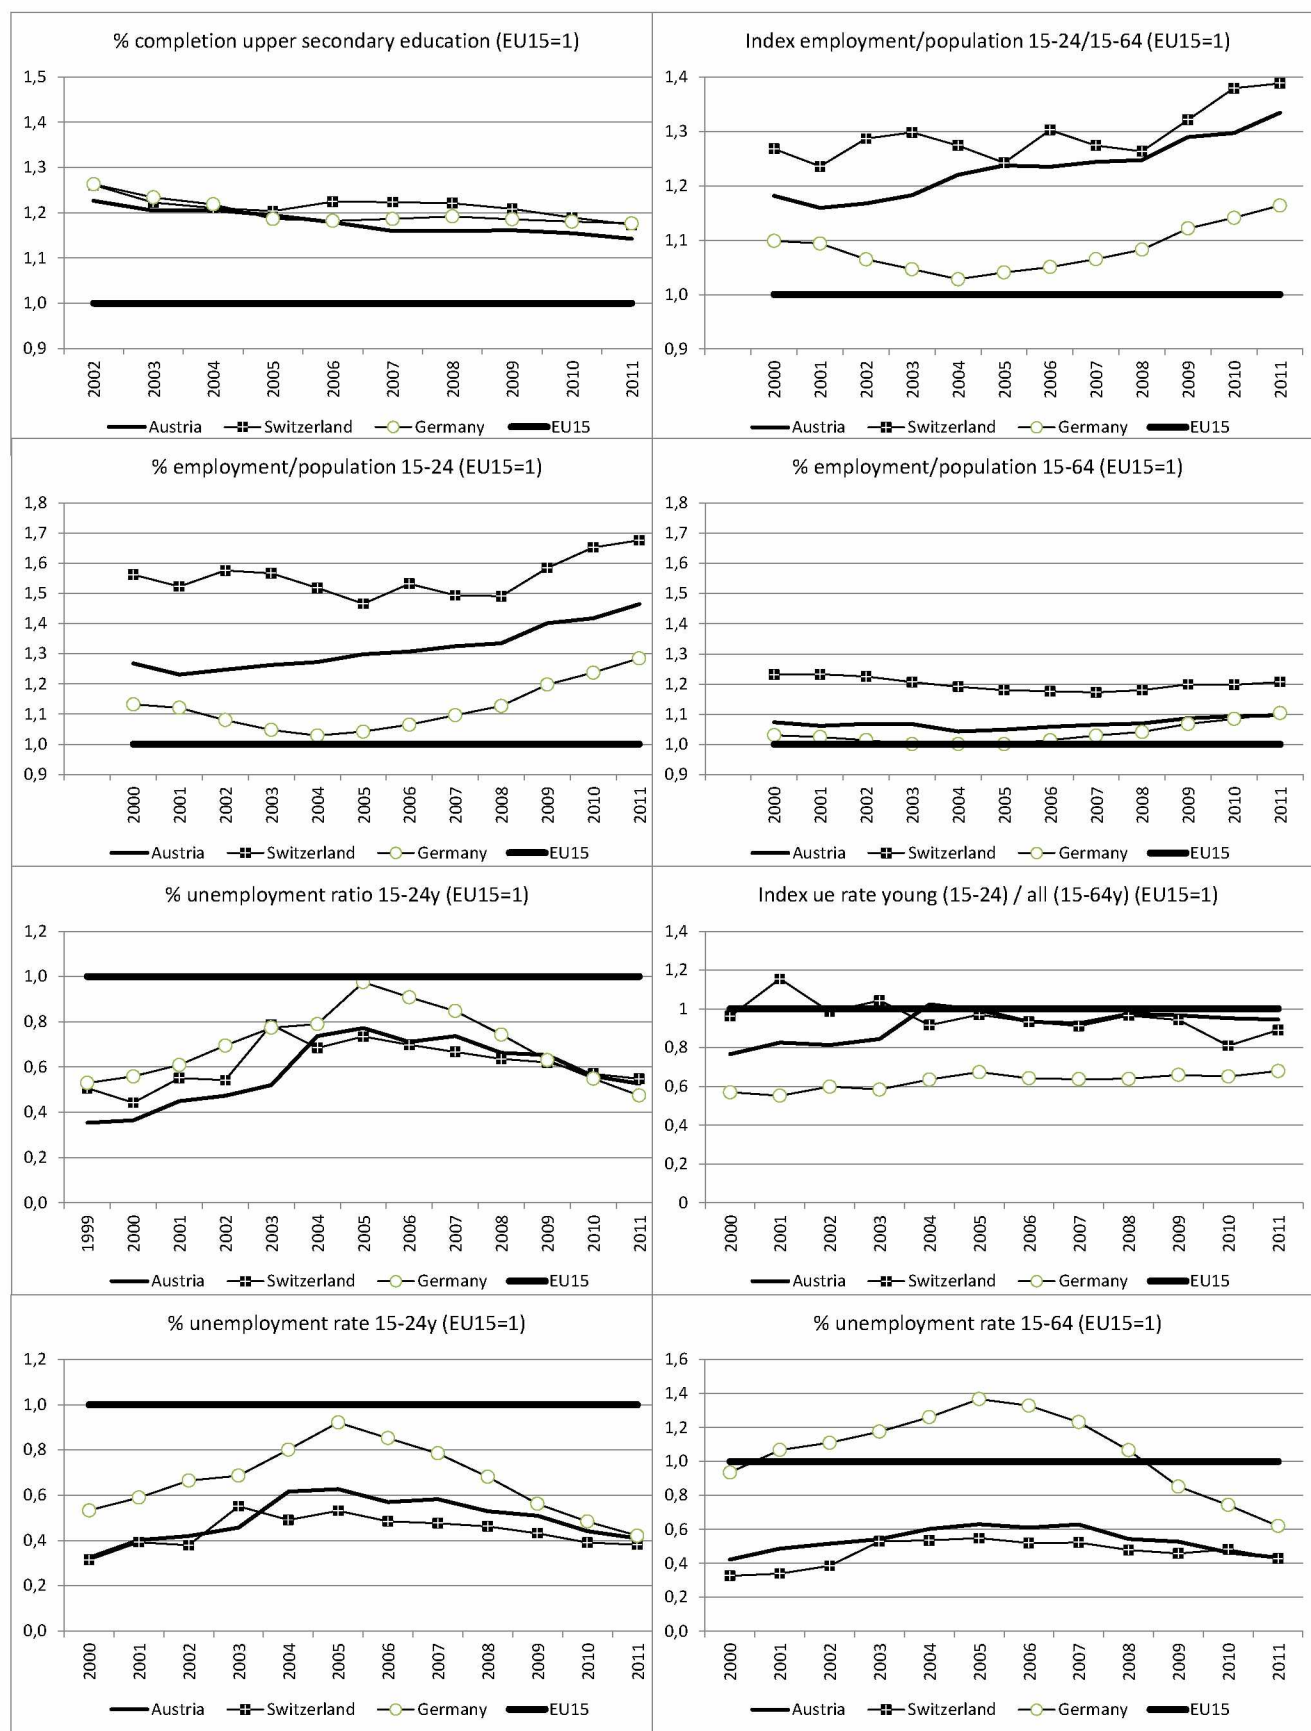 % completion upper secondary education (EU15=1)
1,5
1,4
1,3
1,2
1,1
1,0
0,9
2002 2003 2004 2005 2006 2007 2008 2009 2010 2011
Austria Switzerland Germany EU15
Index employment/population 15-24/15-64 (EU15=1)
1,4
1,3
1,2
1,1
1,0
0,9
2000 2001 2002 2003 2004 2005 2006 2007 2008 2009 2010 2011
Austria Switzerland Germany EU15
% employment/population 15-24 (EU15=1)
1,8
1,7
1,6
1,5
1,4
1,3
1,2
1,1
1,0
0,9
2000 2001 2002 2003 2004 2005 2006 2007 2008 2009 2010 2011
Austria Switzerland Germany EU15
% employment/population 15-64 (EU15=1)
1,8
1,7
1,6
1,5
1,4
1,3
1,2
1,1
1,0
0,9
2000 2001 2002 2003 2004 2005 2006 2007 2008 2009 2010 2011
Austria Switzerland Germany EU15
% unemployment ratio 15-24y (EU15=1)
1,2
1,0
0,8
0,6
0,4
0,2
0,0
1999 2000 2001 2002 2003 2004 2005 2006 2007 2008 2009 2010 2011
Austria Switzerland Germany EU15
Index ue rate young (15-24) / all (15-64y) (EU15=1)
1,4
1,2
1
0,8
0,6
0,4
0,2
0
2000 2001 2002 2003 2004 2005 2006 2007 2008 2009 2010 2011
Austria Switzerland Germany EU15
% unemployment rate 15-24y (EU15=1)
1,2
1,0
0,8
0,6
0,4
0,2
0,0
2000 2001 2002 2003 2004 2005 2006 2007 2008 2009 2010 2011
Austria Switzerland Germany EU15
% unemployment rate 15-64 (EU15=1)
1,6
1,4
1,2
1,0
0,8
0,6
0,4
0,2
0,0
2000 2001 2002 2003 2004 2005 2006 2007 2008 2009 2010 2011
Austria Switzerland Germany EU15